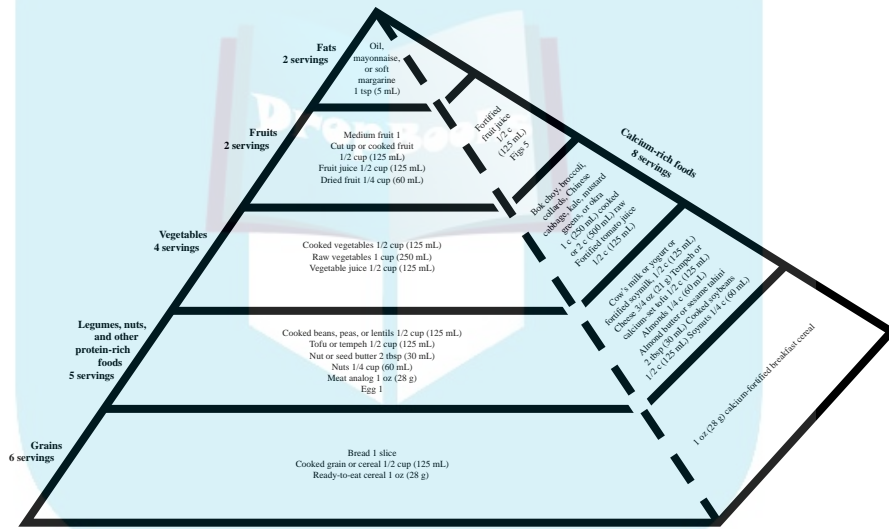 Fats
2 servings
Oil,
mayonnaise,
or soft
margarine
1 tsp (5 mL)
Fruits
2 servings
Medium fruit 1
Cut up or cooked fruit
1/2 cup (125 mL)
Fruit juice 1/2 cup (125 mL)
Dried fruit 1/4 cup (60 mL)
Vegetables
4 servings
Cooked vegetables 1/2 cup (125 mL)
Raw vegetables 1 cup (250 mL)
Vegetable juice 1/2 cup (125 mL)
Legumes, nuts,
and other
protein-rich
foods
5 servings
Cooked beans, peas, or lentils 1/2 cup (125 mL)
Tofu or tempeh 1/2 cup (125 mL)
Nut or seed butter 2 tbsp (30 mL)
Nuts 1/4 cup (60 mL)
Meat analog 1 oz (28 g)
Egg 1
Grains
6 servings
Bread 1 slice
Cooked grain or cereal 1/2 cup (125 mL)
Ready-to-eat cereal 1 oz (28 g)
Calcium-rich foods
8 servings
Fortified
fruit juice
1/2 c
(125 mL)
Figs 5
Bok choy, broccoli,
collards, Chinese
cabbage, kale, mustard
greens, or okra
1 c (250 mL) cooked
or 2 c (500 mL) raw
Fortified tomato juice
1/2 c (125 mL)
Cow's milk or yogurt or
fortified soymilk, 1/2 c (125 mL)
Cheese 3/4 oz (21 g) Tempeh or
calcium-set tofu 1/2 c (125 mL)
Almonds 1/4 c (60 mL)
Almond butter or sesame tahini
2 tbsp (30 mL) Cooked soybeans
1/2 c (125 mL) Soynuts 1/4 c (60 mL)
1 oz (28 g) calcium-fortified breakfast cereal